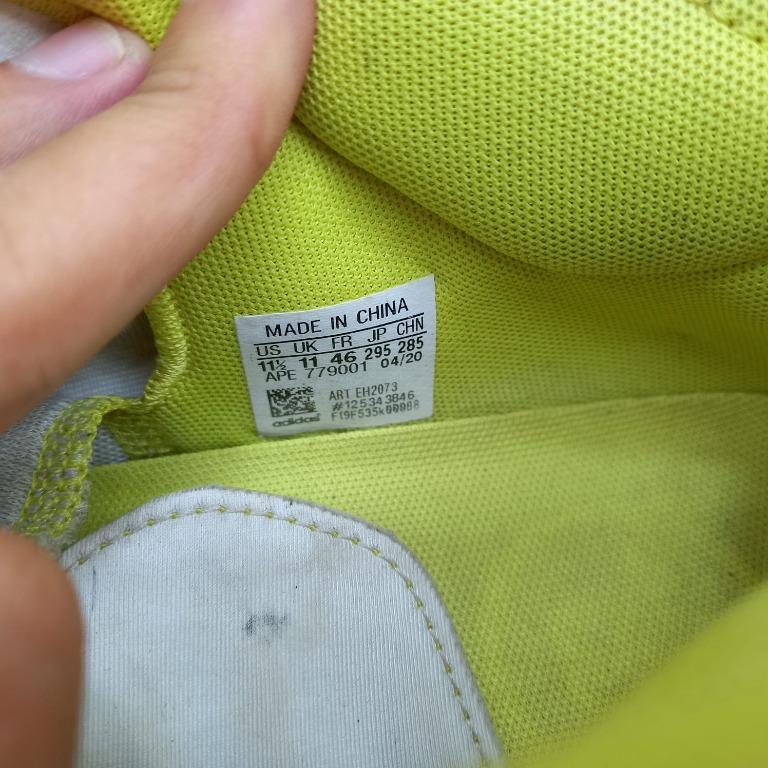 MADE IN CHINA
US UK FR JP CHN
11½ 11 46 295 285
APE 779001 04/20
ART EH2073
#125343846
adidas